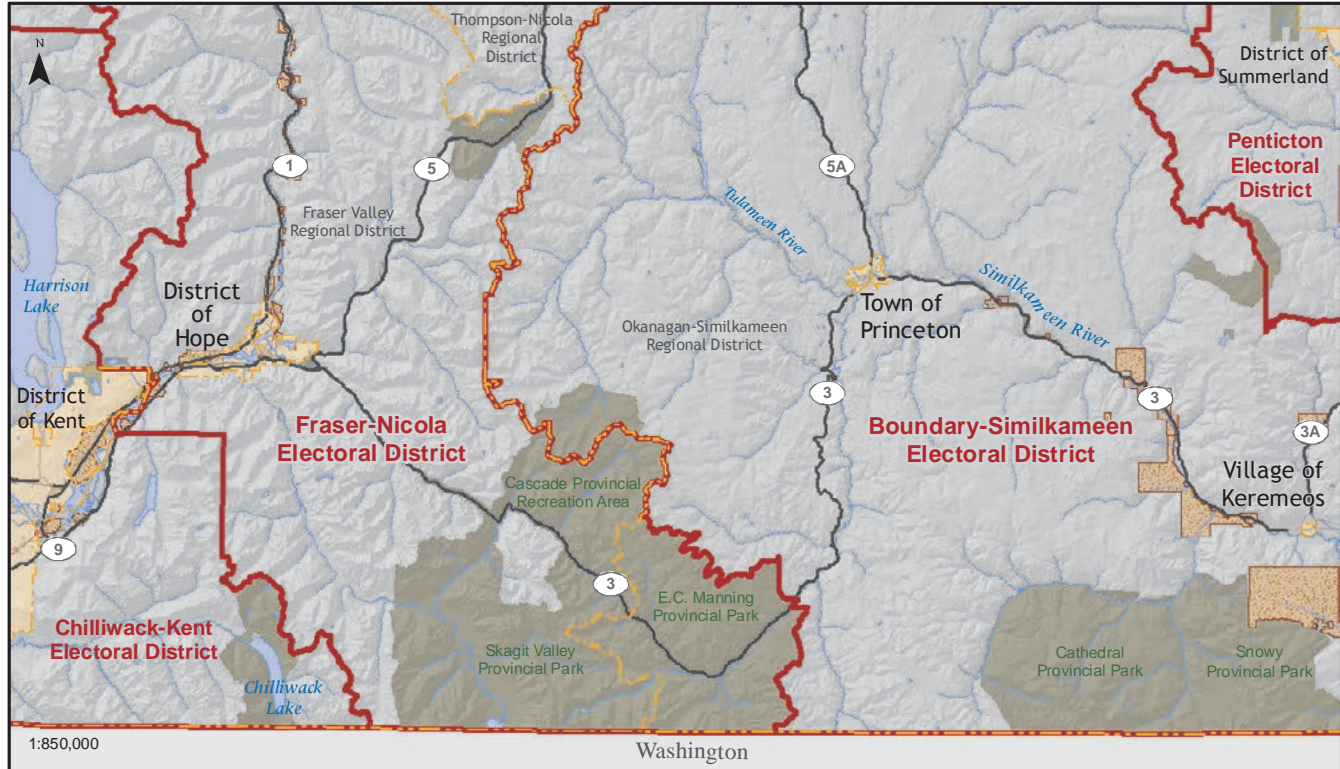 Thompson-Nicola
Regional
District
N
District of
Summerland
Penticton
Electoral
District
1
5
5A
Fraser Valley
Regional District
Tulameen River
Harrison
Lake
District
of
Hope
Similkameen River
Town of
Princeton
Okanagan-Similkameen
Regional District
District
of Kent
3
3
3A
Fraser-Nicola
Electoral District
Boundary-Similkameen
Electoral District
Village of
Keremeos
Cascade Provincial
Recreation Area
9
3
E.C. Manning
Provincial Park
Chilliwack-Kent
Electoral District
Skagit Valley
Provincial Park
Cathedral
Provincial Park
Snowy
Provincial Park
Chilliwack
Lake
1:850,000
Washington